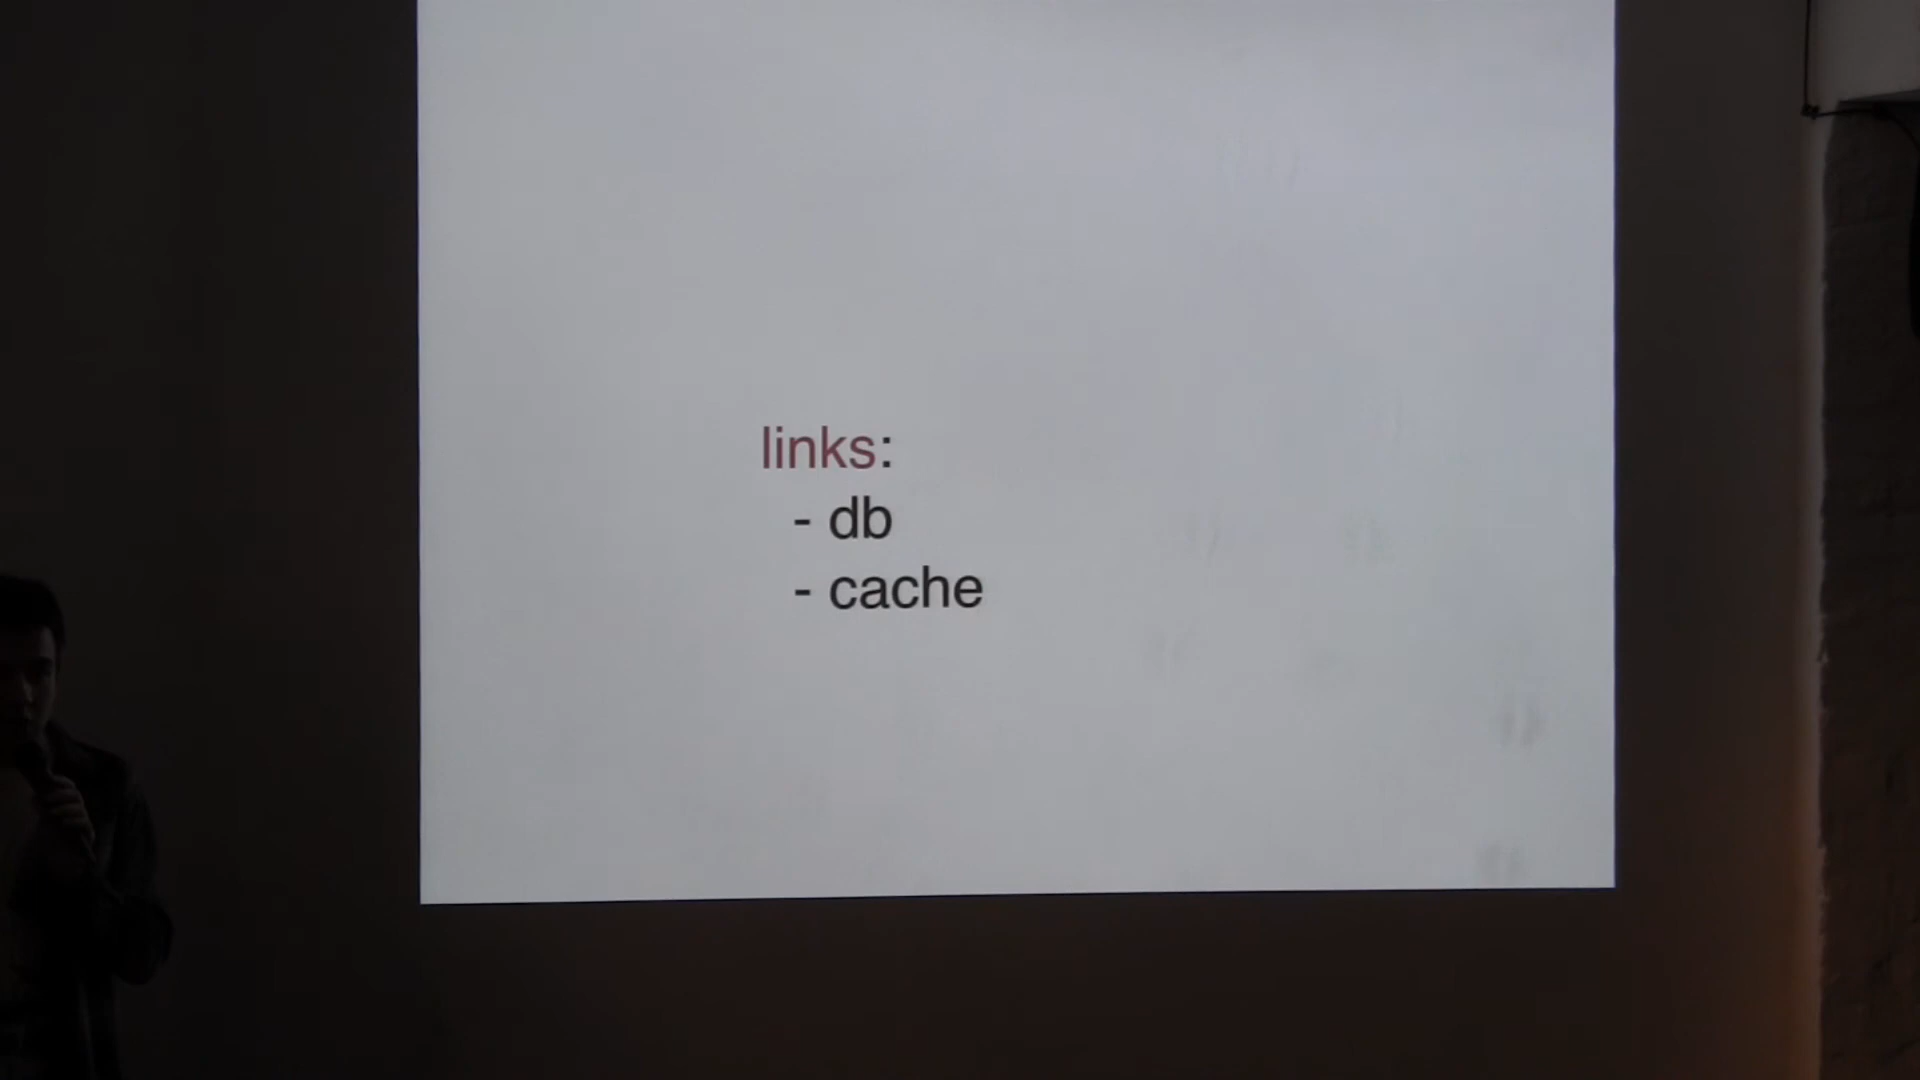 links:
- db
- cache